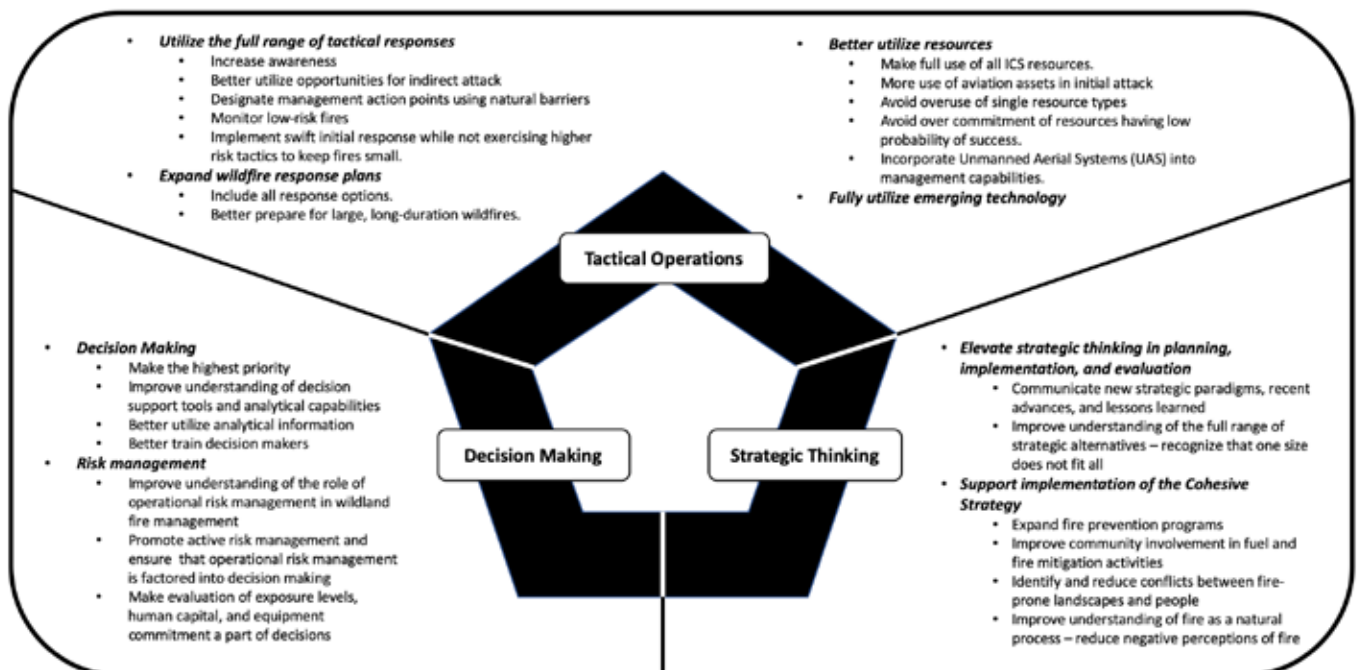 • Utilize the full range of tactical responses
• Increase awareness
• Better utilize opportunities for indirect attack
• Designate management action points using natural barriers
• Monitor low-risk fires
• Implement swift initial response while not exercising higher
risk tactics to keep fires small.
• Expand wildfire response plans
• Include all response options.
• Better prepare for large, long-duration wildfires.
• Better utilize resources
• Make full use of all ICS resources.
• More use of aviation assets in initial attack
• Avoid overuse of single resource types
• Avoid over commitment of resources having low
probability of success.
• Incorporate Unmanned Aerial Systems (UAS) into
management capabilities.
• Fully utilize emerging technology
Tactical Operations
• Decision Making
• Make the highest priority
• Improve understanding of decision
support tools and analytical capabilities
• Better utilize analytical information
• Better train decision makers
• Risk management
• Improve understanding of the role of
operational risk management in wildland
fire management
• Promote active risk management and
ensure that operational risk management
is factored into decision making
• Make evaluation of exposure levels,
human capital, and equipment
commitment a part of decisions
Decision Making
Strategic Thinking
• Elevate strategic thinking in planning,
implementation, and evaluation
• Communicate new strategic paradigms, recent
advances, and lessons learned
• Improve understanding of the full range of
strategic alternatives – recognize that one size
does not fit all
• Support implementation of the Cohesive
Strategy
• Expand fire prevention programs
• Improve community involvement in fuel and
fire mitigation activities
• Identify and reduce conflicts between fire-
prone landscapes and people
• Improve understanding of fire as a natural
process – reduce negative perceptions of fire